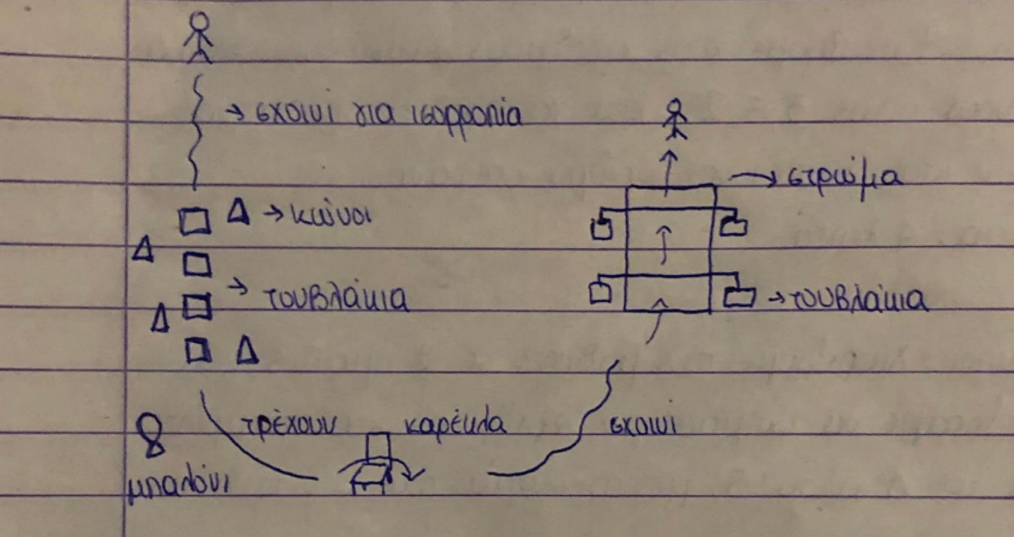 → σχοινί για ισορροπία
→ στρώμα
→ κώνοι
→ τουβλάκια
→ τουβλάκια
τρέχουν
καρέκλα
σχοινί
μπαλόνι